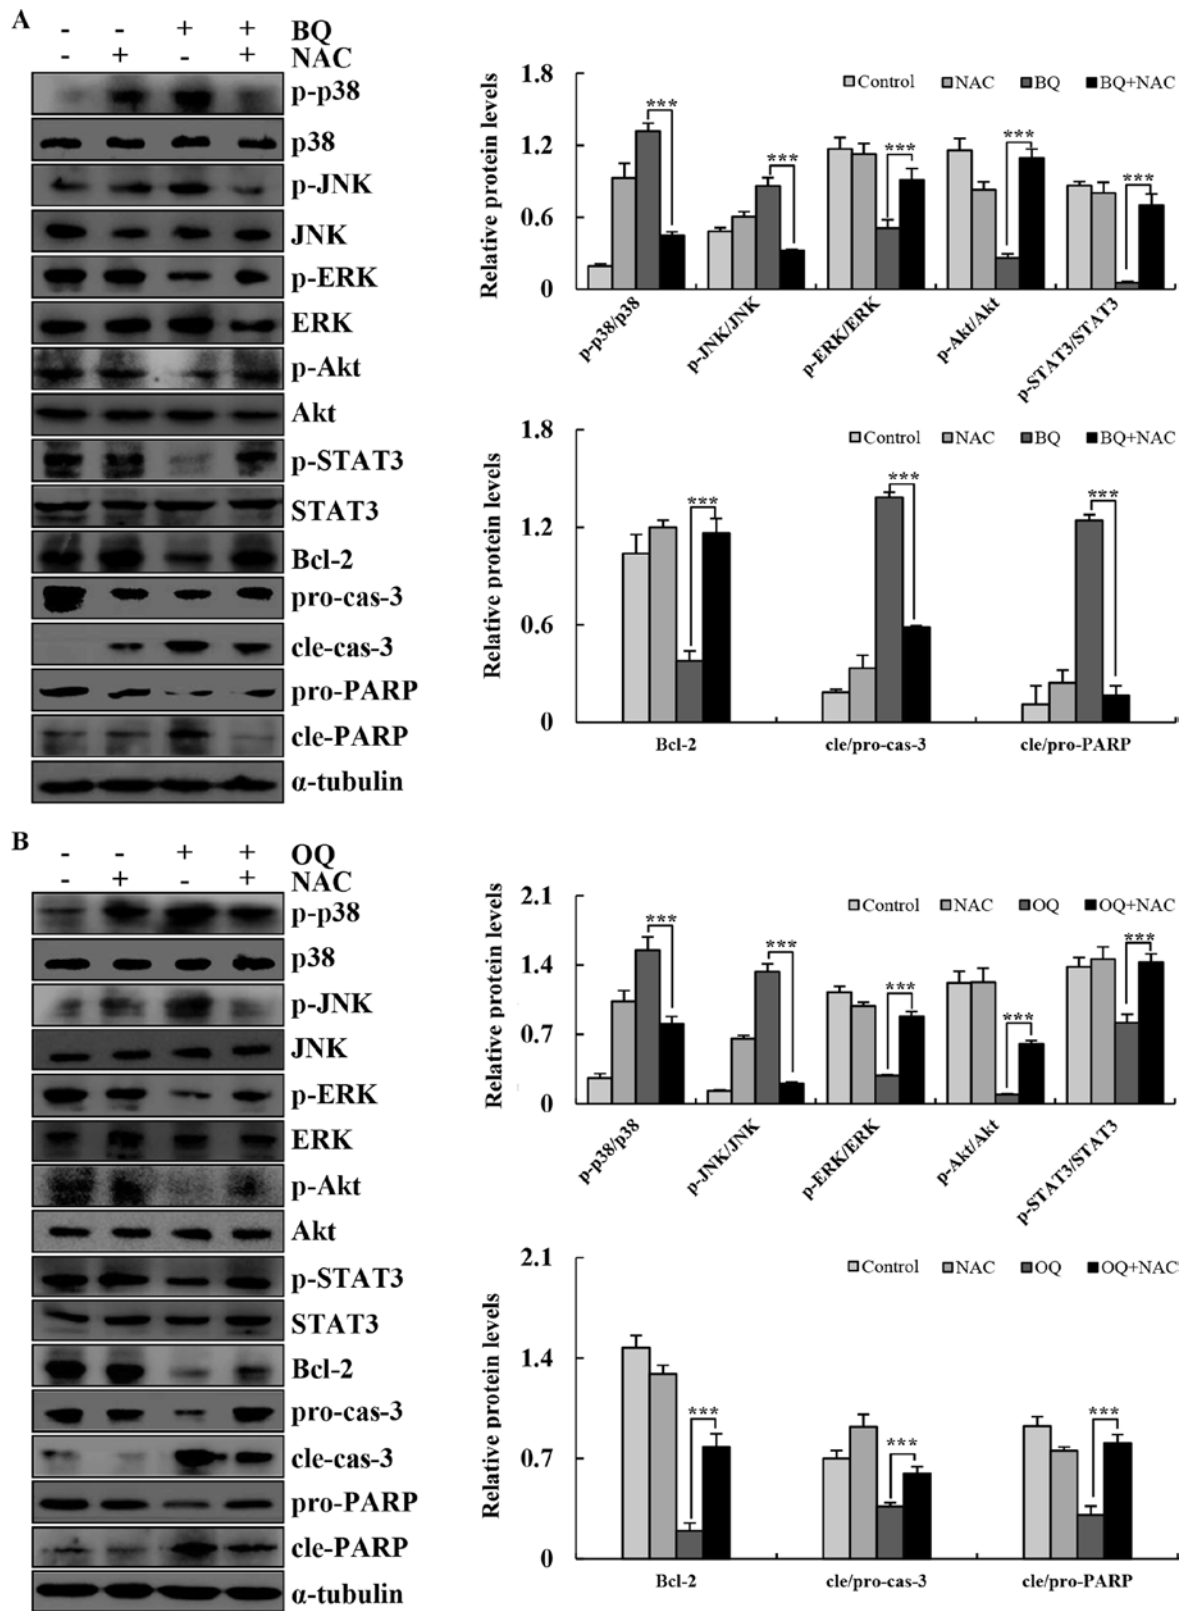 A
- - + + BQ
- + - + NAC
p-p38
p38
p-JNK
JNK
p-ERK
ERK
p-Akt
Akt
p-STAT3
STAT3
Bcl-2
pro-cas-3
cle-cas-3
pro-PARP
cle-PARP
α-tubulin
Relative protein levels
1.8
1.2
0.6
0
Control NAC BQ BQ+NAC
*** *** *** *** ***
p-p38/p38 p-JNK/JNK p-ERK/ERK p-Akt/Akt p-STAT3/STAT3
Relative protein levels
1.8
1.2
0.6
0
Control NAC BQ BQ+NAC
*** *** ***
Bcl-2 cle/pro-cas-3 cle/pro-PARP
B
- - + + OQ
- + - + NAC
p-p38
p38
p-JNK
JNK
p-ERK
ERK
p-Akt
Akt
p-STAT3
STAT3
Bcl-2
pro-cas-3
cle-cas-3
pro-PARP
cle-PARP
α-tubulin
Relative protein levels
2.1
1.4
0.7
0
Control NAC OQ OQ+NAC
*** *** *** *** ***
p-p38/p38 p-JNK/JNK p-ERK/ERK p-Akt/Akt p-STAT3/STAT3
Relative protein levels
2.1
1.4
0.7
0
Control NAC OQ OQ+NAC
*** *** ***
Bcl-2 cle/pro-cas-3 cle/pro-PARP